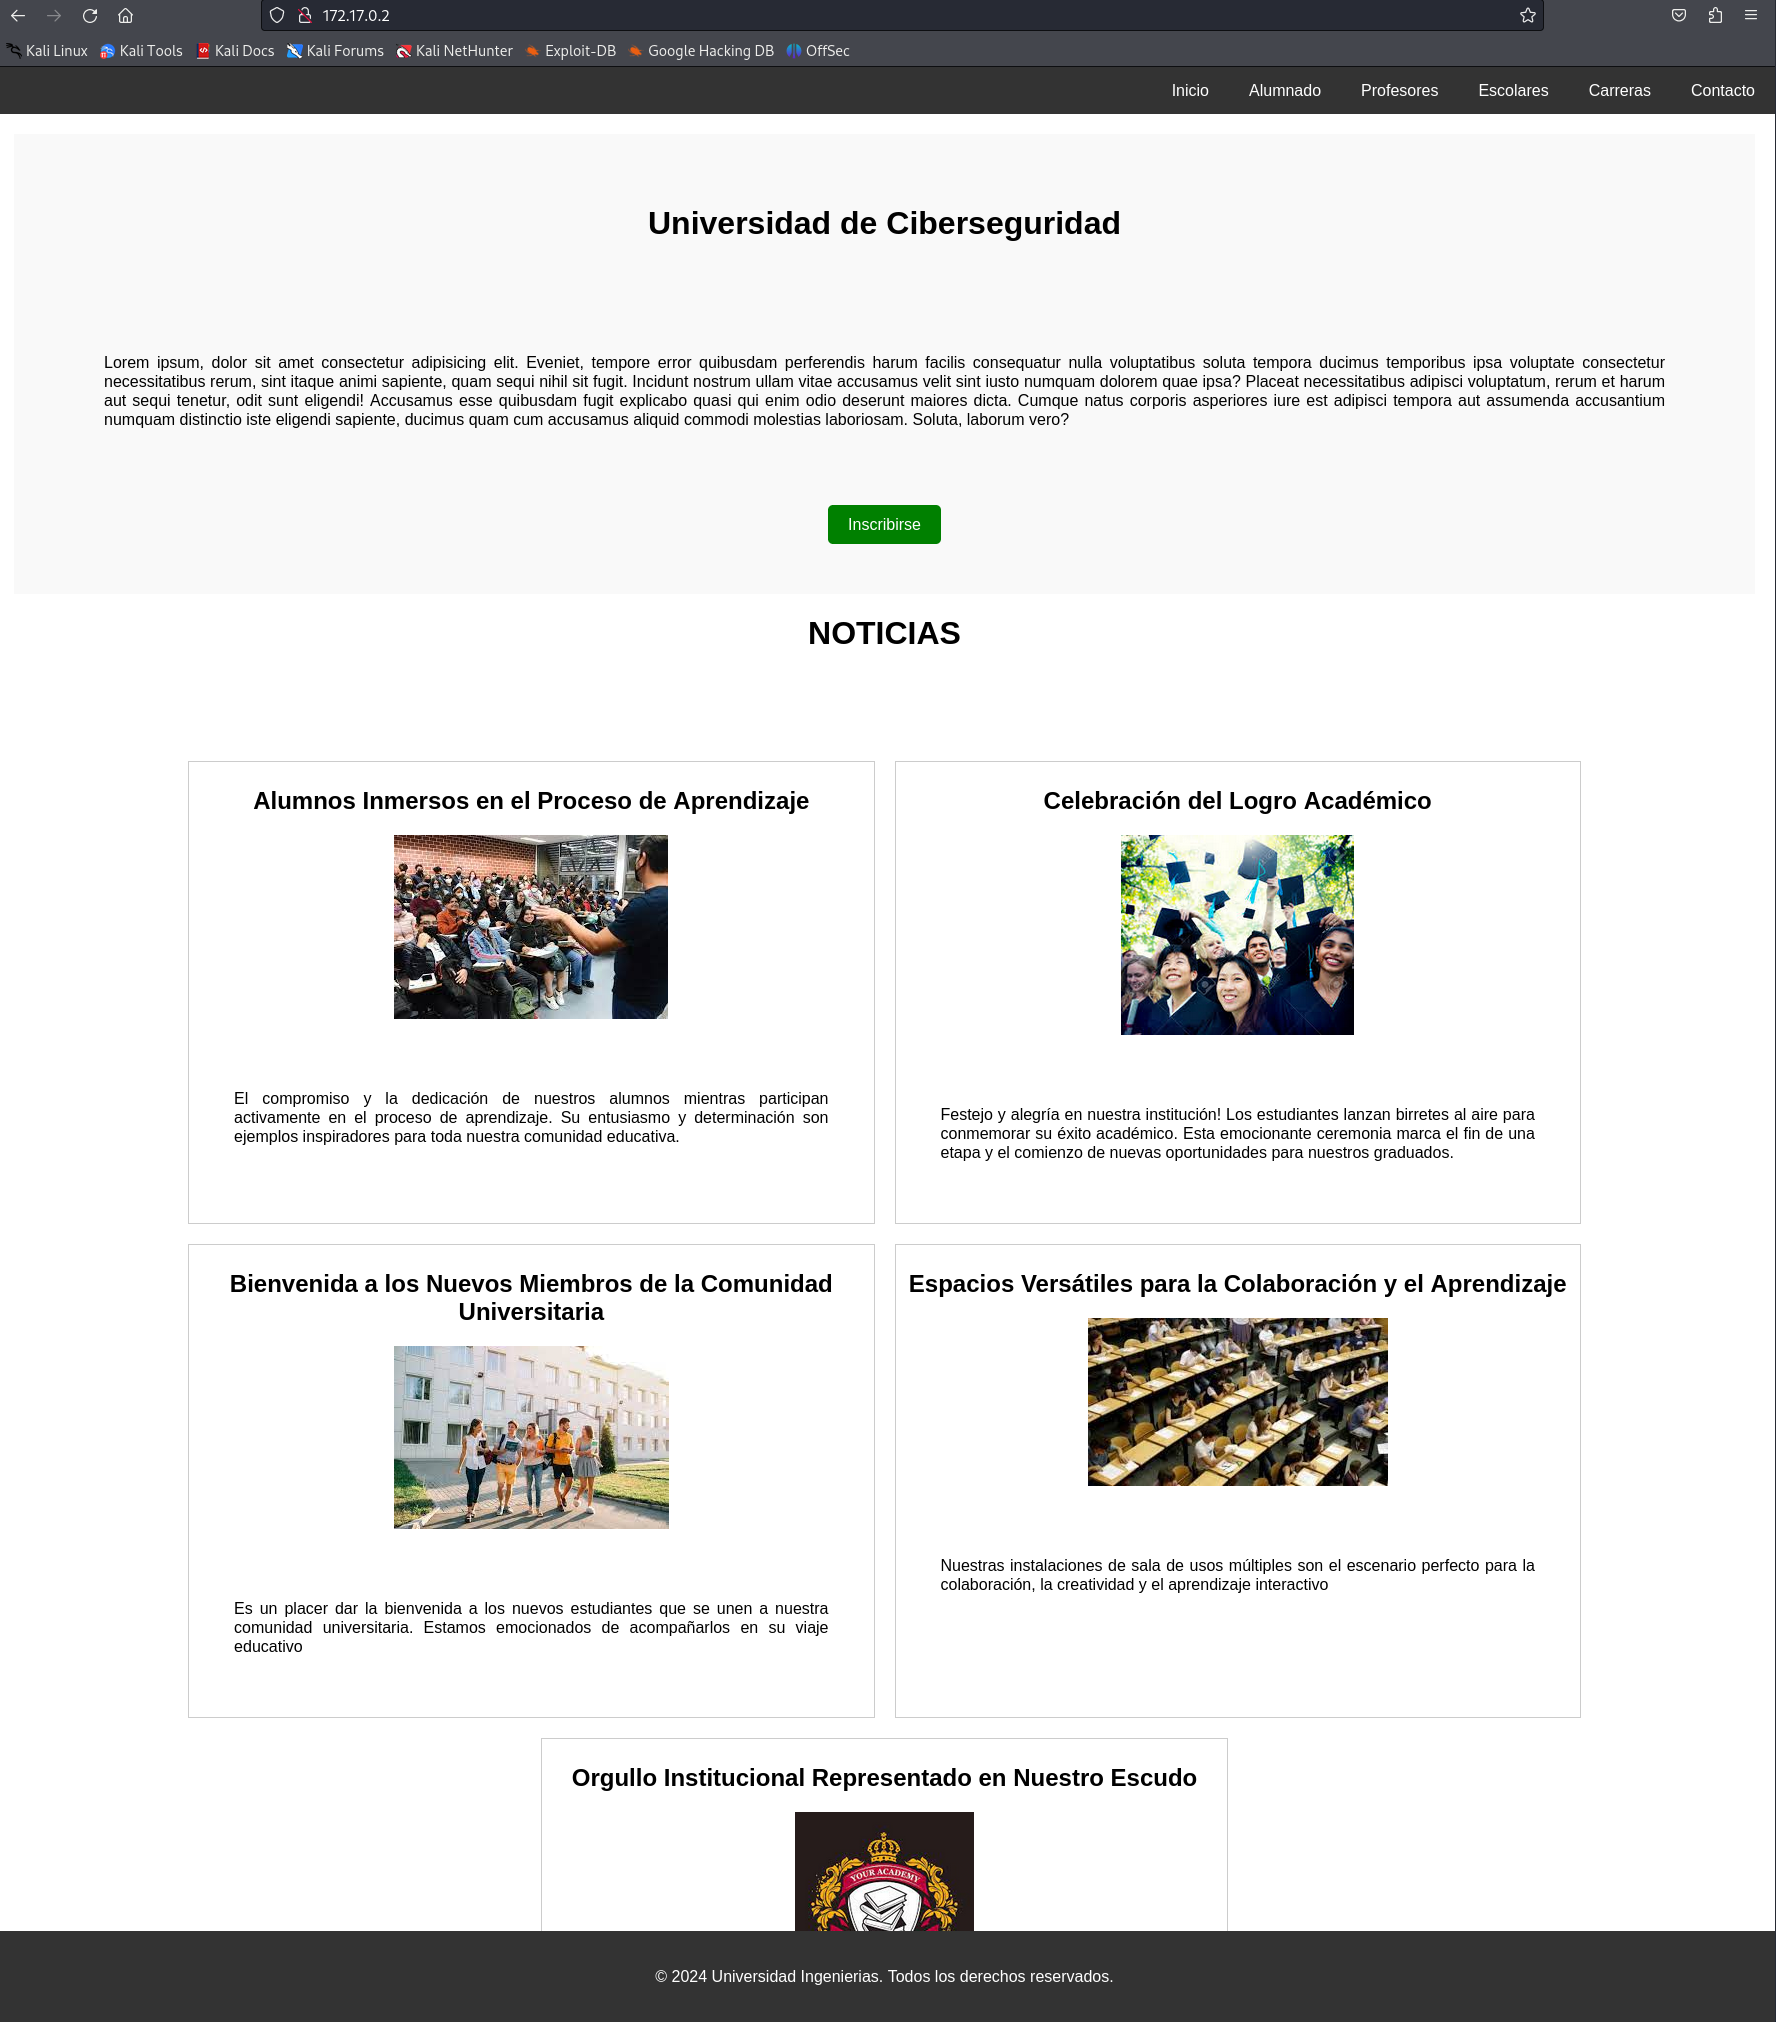 172.17.0.2
Kali Linux Kali Tools Kali Docs Kali Forums Kali NetHunter Exploit-DB Google Hacking DB OffSec
Inicio Alumnado Profesores Escolares Carreras Contacto
Universidad de Ciberseguridad
Lorem ipsum, dolor sit amet consectetur adipisicing elit. Eveniet, tempore error quibusdam perferendis harum facilis consequatur nulla voluptatibus soluta tempora ducimus temporibus ipsa voluptate consectetur
necessitatibus rerum, sint itaque animi sapiente, quam sequi nihil sit fugit. Incidunt nostrum ullam vitae accusamus velit sint iusto numquam dolorem quae ipsa? Placeat necessitatibus adipisci voluptatum, rerum et harum
aut sequi tenetur, odit sunt eligendi! Accusamus esse quibusdam fugit explicabo quasi qui enim odio deserunt maiores dicta. Cumque natus corporis asperiores iure est adipisci tempora aut assumenda accusantium
numquam distinctio iste eligendi sapiente, ducimus quam cum accusamus aliquid commodi molestias laboriosam. Soluta, laborum vero?
Inscribirse
NOTICIAS
Alumnos Inmersos en el Proceso de Aprendizaje
El compromiso y la dedicación de nuestros alumnos mientras participan
activamente en el proceso de aprendizaje. Su entusiasmo y determinación son
ejemplos inspiradores para toda nuestra comunidad educativa.
Celebración del Logro Académico
Festejo y alegría en nuestra institución! Los estudiantes lanzan birretes al aire para
conmemorar su éxito académico. Esta emocionante ceremonia marca el fin de una
etapa y el comienzo de nuevas oportunidades para nuestros graduados.
Bienvenida a los Nuevos Miembros de la Comunidad
Universitaria
Es un placer dar la bienvenida a los nuevos estudiantes que se unen a nuestra
comunidad universitaria. Estamos emocionados de acompañarlos en su viaje
educativo
Espacios Versátiles para la Colaboración y el Aprendizaje
Nuestras instalaciones de sala de usos múltiples son el escenario perfecto para la
colaboración, la creatividad y el aprendizaje interactivo
Orgullo Institucional Representado en Nuestro Escudo
YOUR ACADEMY
© 2024 Universidad Ingenierias. Todos los derechos reservados.